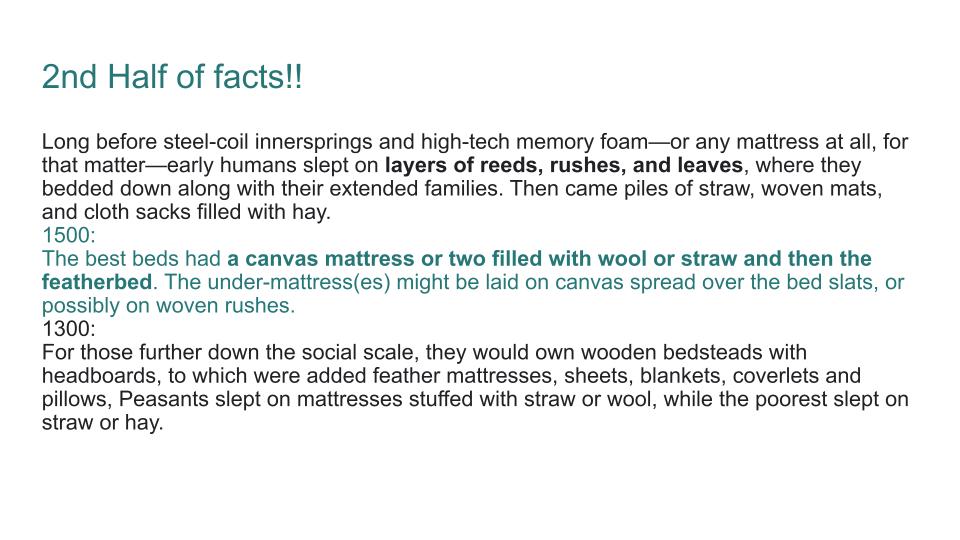 2nd Half of facts!!
Long before steel-coil innersprings and high-tech memory foam—or any mattress at all, for
that matter—early humans slept on layers of reeds, rushes, and leaves, where they
bedded down along with their extended families. Then came piles of straw, woven mats,
and cloth sacks filled with hay.
1500:
The best beds had a canvas mattress or two filled with wool or straw and then the
featherbed. The under-mattress(es) might be laid on canvas spread over the bed slats, or
possibly on woven rushes.
1300:
For those further down the social scale, they would own wooden bedsteads with
headboards, to which were added feather mattresses, sheets, blankets, coverlets and
pillows, Peasants slept on mattresses stuffed with straw or wool, while the poorest slept on
straw or hay.